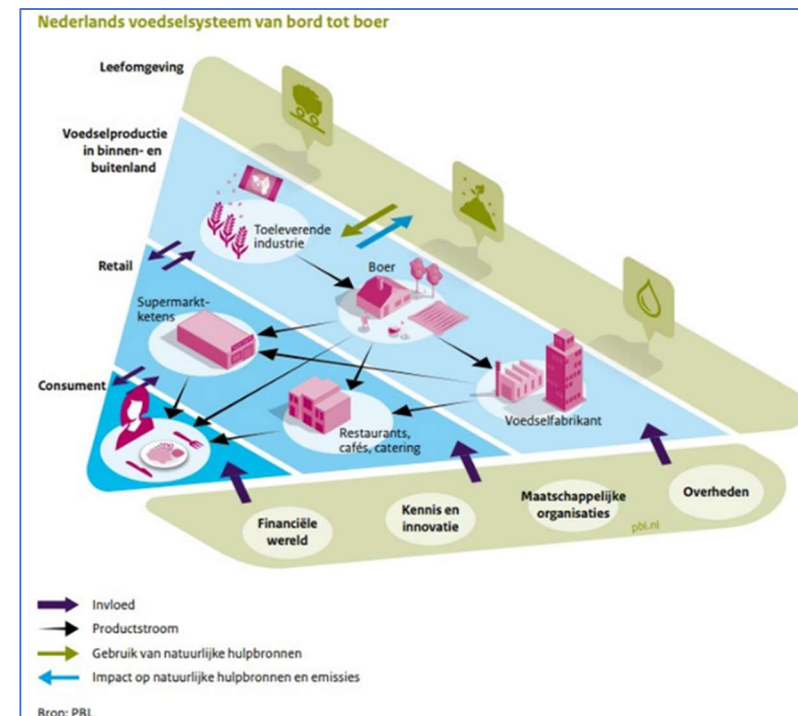 Nederlands voedselsysteem van bord tot boer
Leefomgeving
Voedselproductie
in binnen- en
buitenland
Toeleverende
industrie
Boer
Retail
Supermarkt-
ketens
Consument
Restaurants,
cafés, catering
Voedselfabrikant
Financiële
wereld
Kennis en
innovatie
Maatschappelijke
organisaties
Overheden
pbl.nl
Invloed
Productstroom
Gebruik van natuurlijke hulpbronnen
Impact op natuurlijke hulpbronnen en emissies
Bron: PBL